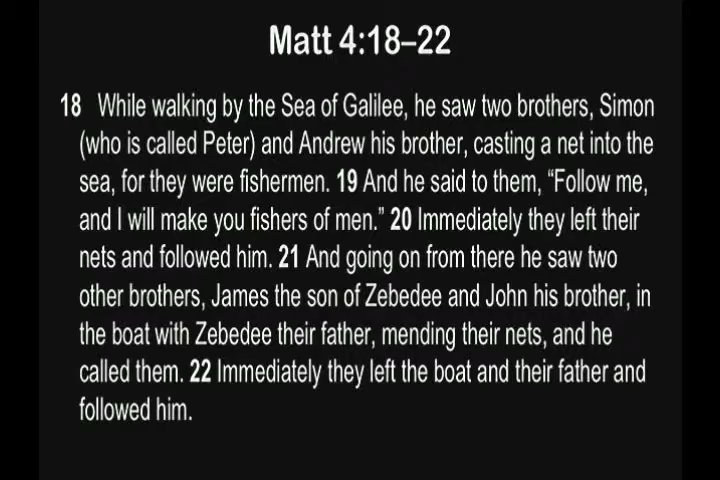 Matt 4:18–22
18 While walking by the Sea of Galilee, he saw two brothers, Simon
(who is called Peter) and Andrew his brother, casting a net into the
sea, for they were fishermen. 19 And he said to them, “Follow me,
and I will make you fishers of men.” 20 Immediately they left their
nets and followed him. 21 And going on from there he saw two
other brothers, James the son of Zebedee and John his brother, in
the boat with Zebedee their father, mending their nets, and he
called them. 22 Immediately they left the boat and their father and
followed him.